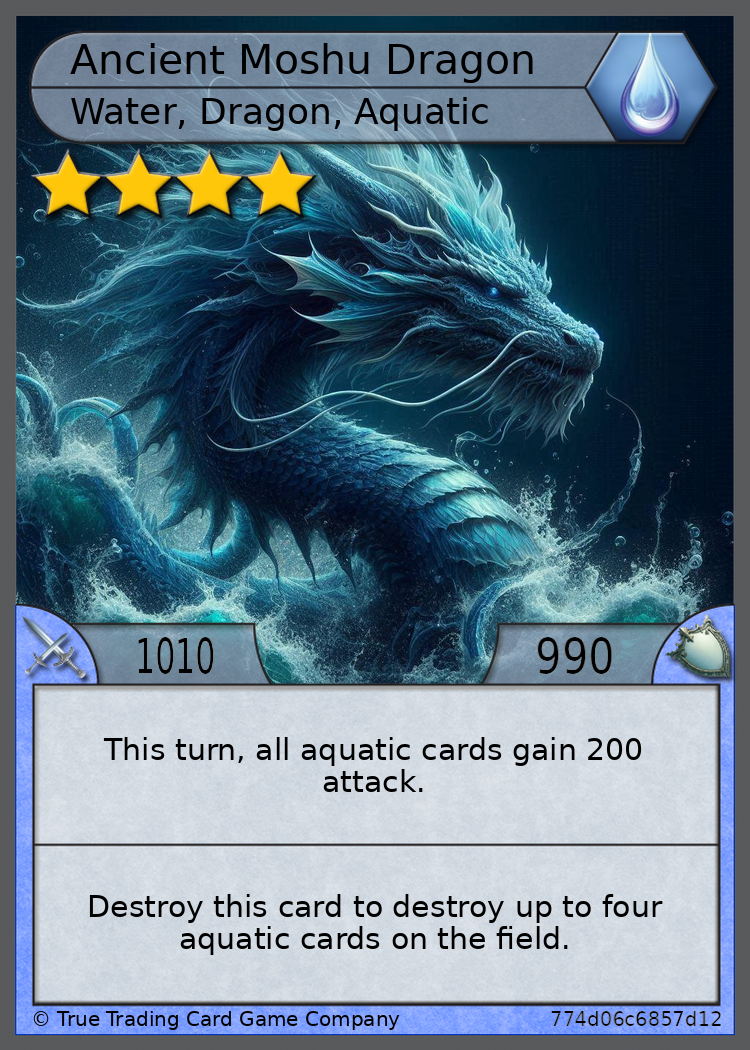 Ancient Moshu Dragon
Water, Dragon, Aquatic
1010
990
This turn, all aquatic cards gain 200
attack.
Destroy this card to destroy up to four
aquatic cards on the field.
© True Trading Card Game Company
774d06c6857d12